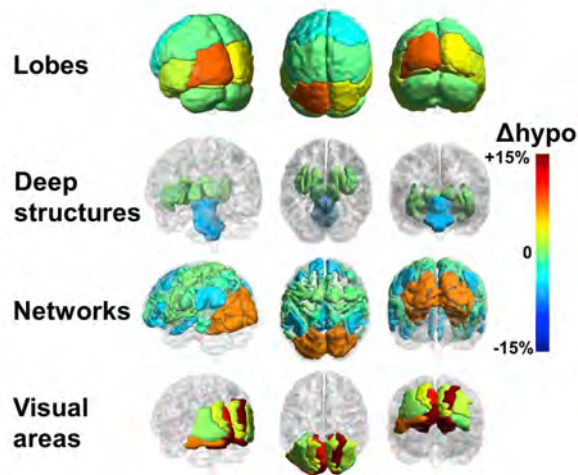 Lobes
Δhypo
+15%
Deep
structures
0
Networks
-15%
Visual
areas